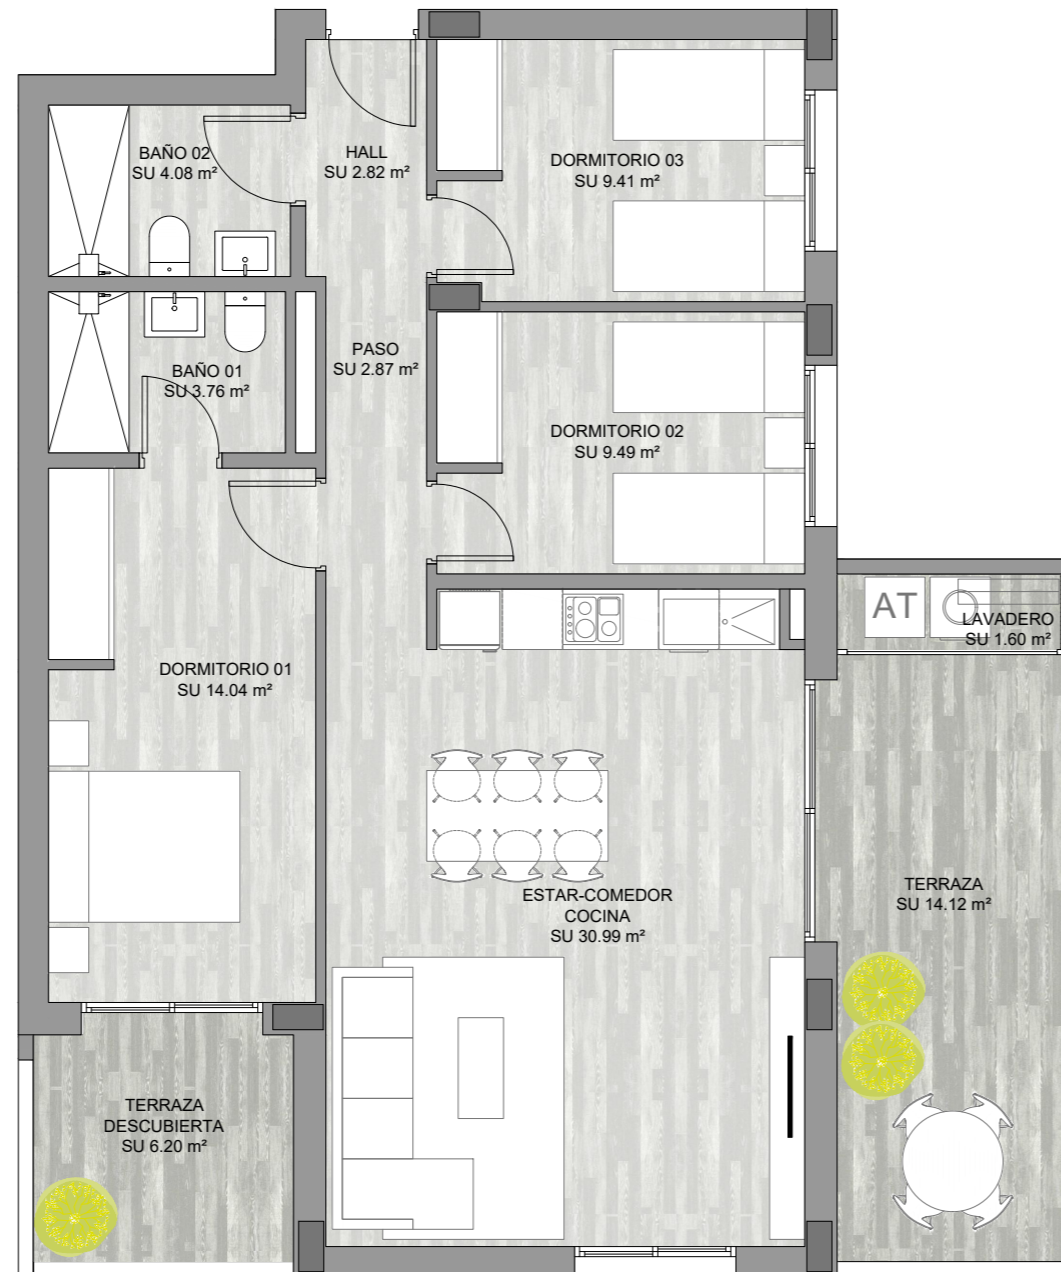 BAÑO 02
SU 4.08 m²
HALL
SU 2.82 m²
DORMITORIO 03
SU 9.41 m²
BAÑO 01
SU 3.76 m²
PASO
SU 2.87 m²
DORMITORIO 02
SU 9.49 m²
AT
LAVADERO
SU 1.60 m²
DORMITORIO 01
SU 14.04 m²
ESTAR-COMEDOR
COCINA
SU 30.99 m²
TERRAZA
SU 14.12 m²
TERRAZA
DESCUBIERTA
SU 6.20 m²